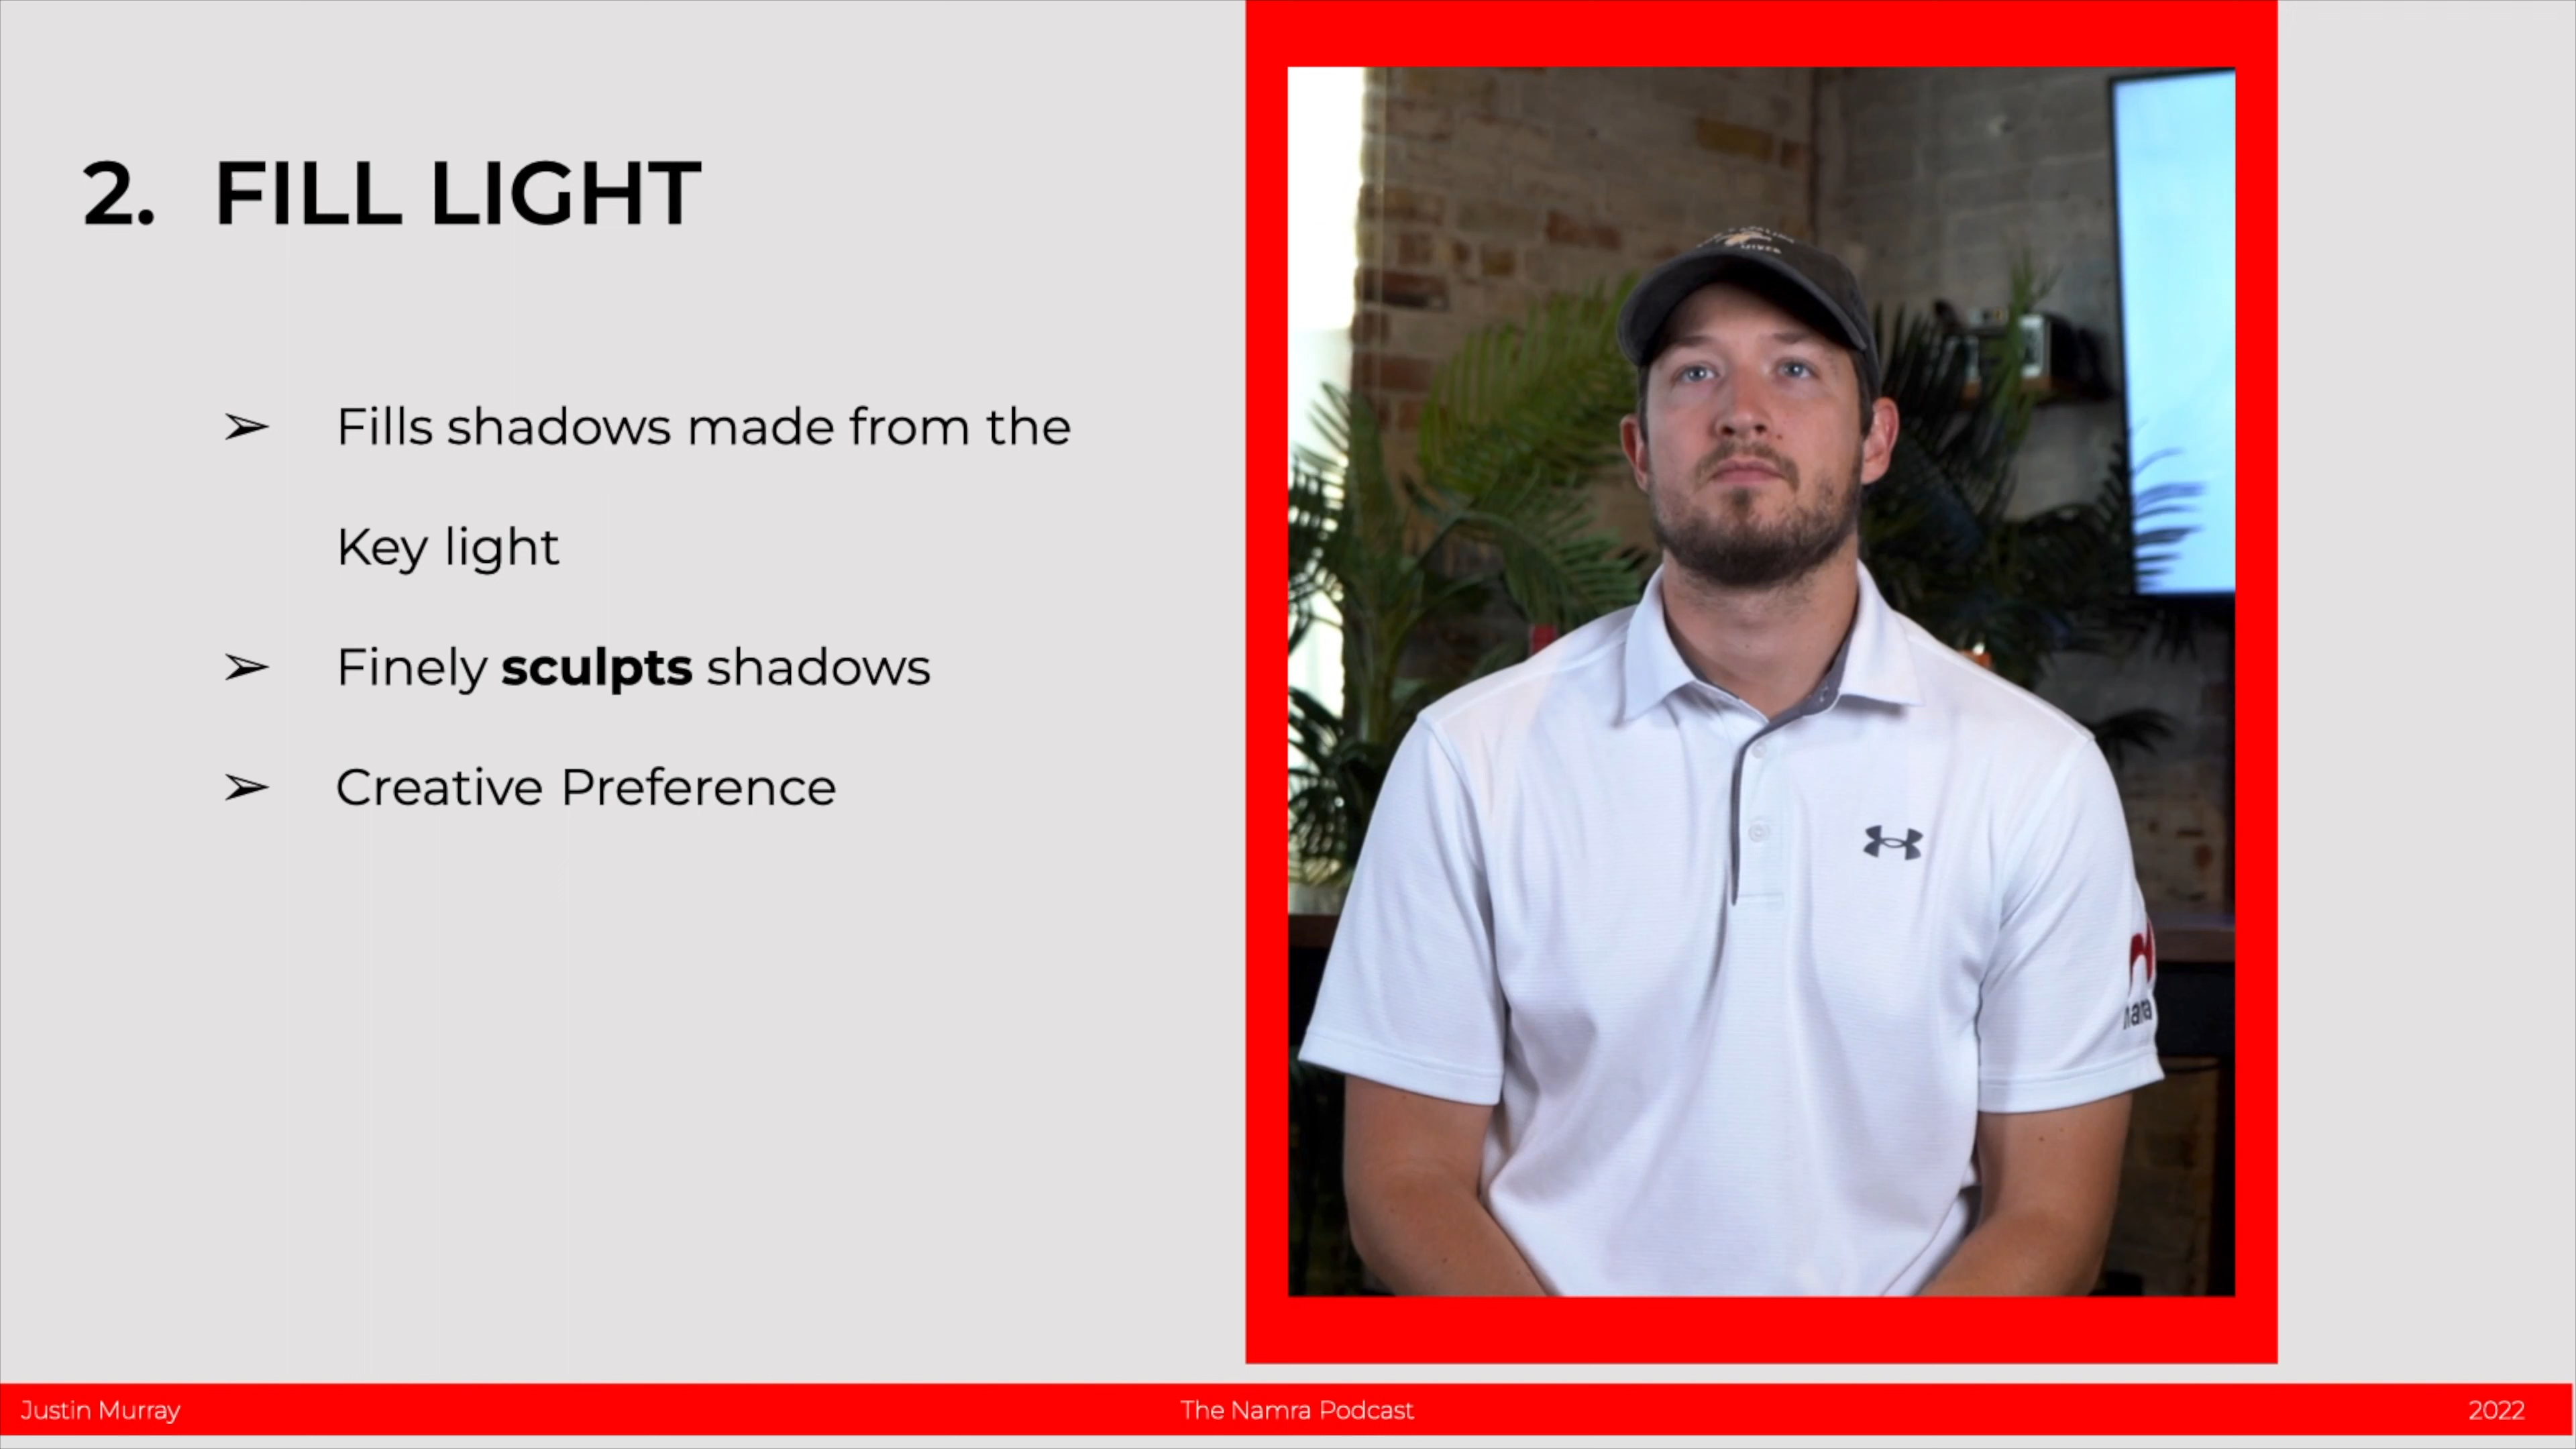 2. FILL LIGHT
➢ Fills shadows made from the
Key light
➢ Finely sculpts shadows
➢ Creative Preference
Justin Murray
The Namra Podcast
2022